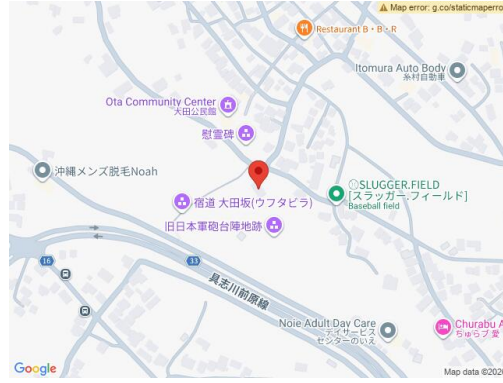 Map error: g.co/staticmaperro
Restaurant B・B・R
Itomura Auto Body
糸村自動車
Ota Community Center
大田公民館
慰霊碑
沖縄メンズ脱毛Noah
SLUGGER.FIELD
[スラッガー.フィールド]
Baseball field
宿道 大田坂(ウフタビラ)
旧日本軍砲台陣地跡
16
33
具志川前原線
Noie Adult Day Care
デイサービス
センターのいえ
Churabu A
ちゅらブ 愛
Google
Map data ©202